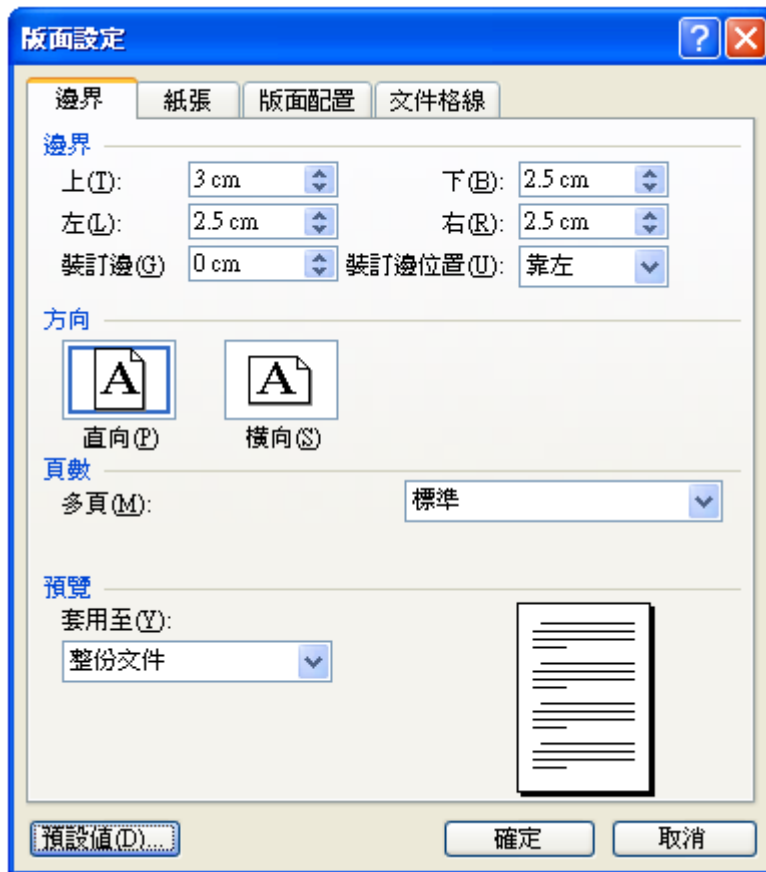 版面設定
邊界 紙張 版面配置 文件格線
邊界
上(T): 3 cm 下(B): 2.5 cm
左(L): 2.5 cm 右(R): 2.5 cm
裝訂邊(G) 0 cm 裝訂邊位置(U): 靠左
方向
A A
直向(P) 橫向(S)
頁數
多頁(M): 標準
預覽
套用至(Y):
整份文件
預設值(D)... 確定 取消